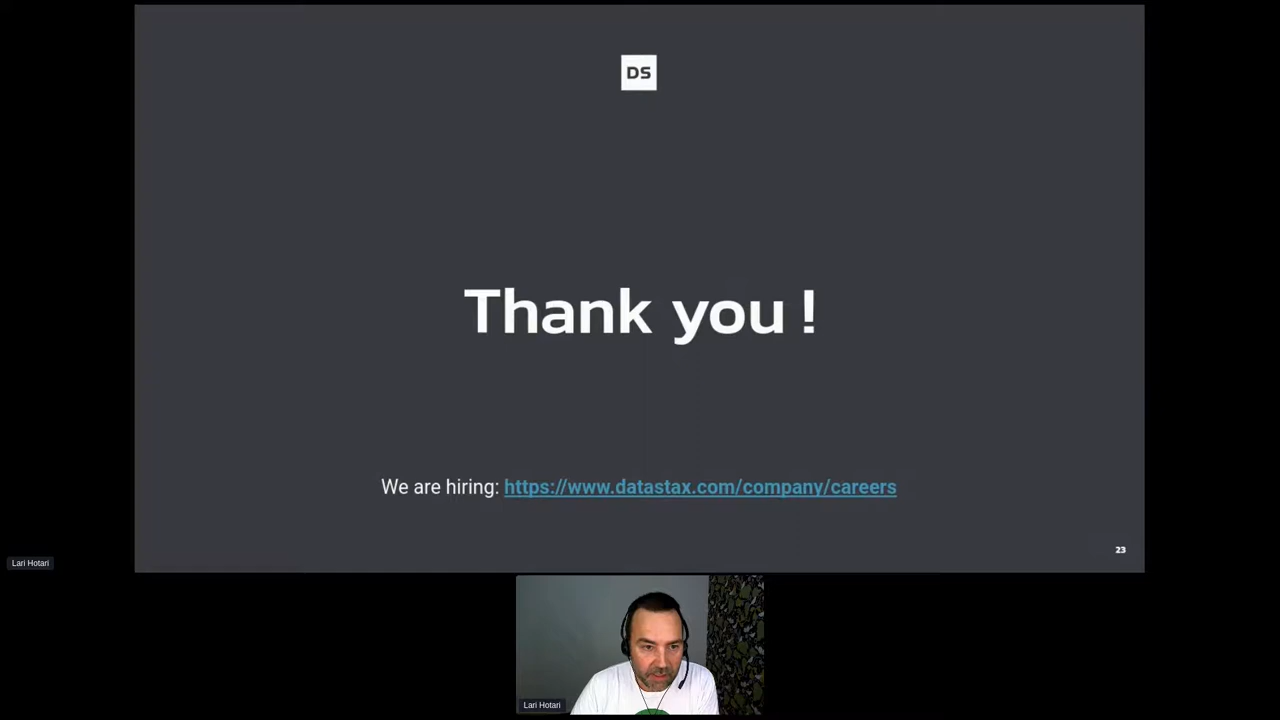 DS
Thank you !
We are hiring: https://www.datastax.com/company/careers
23
Lari Hotari
Lari Hotari